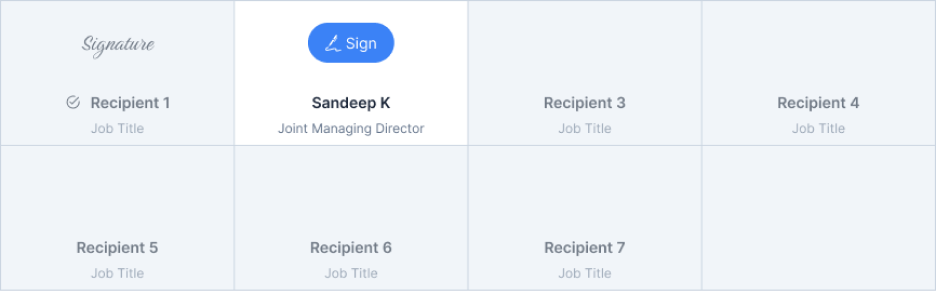 Signature
Recipient 1
Job Title
Sign
Sandeep K
Joint Managing Director
Recipient 3
Job Title
Recipient 4
Job Title
Recipient 5
Job Title
Recipient 6
Job Title
Recipient 7
Job Title